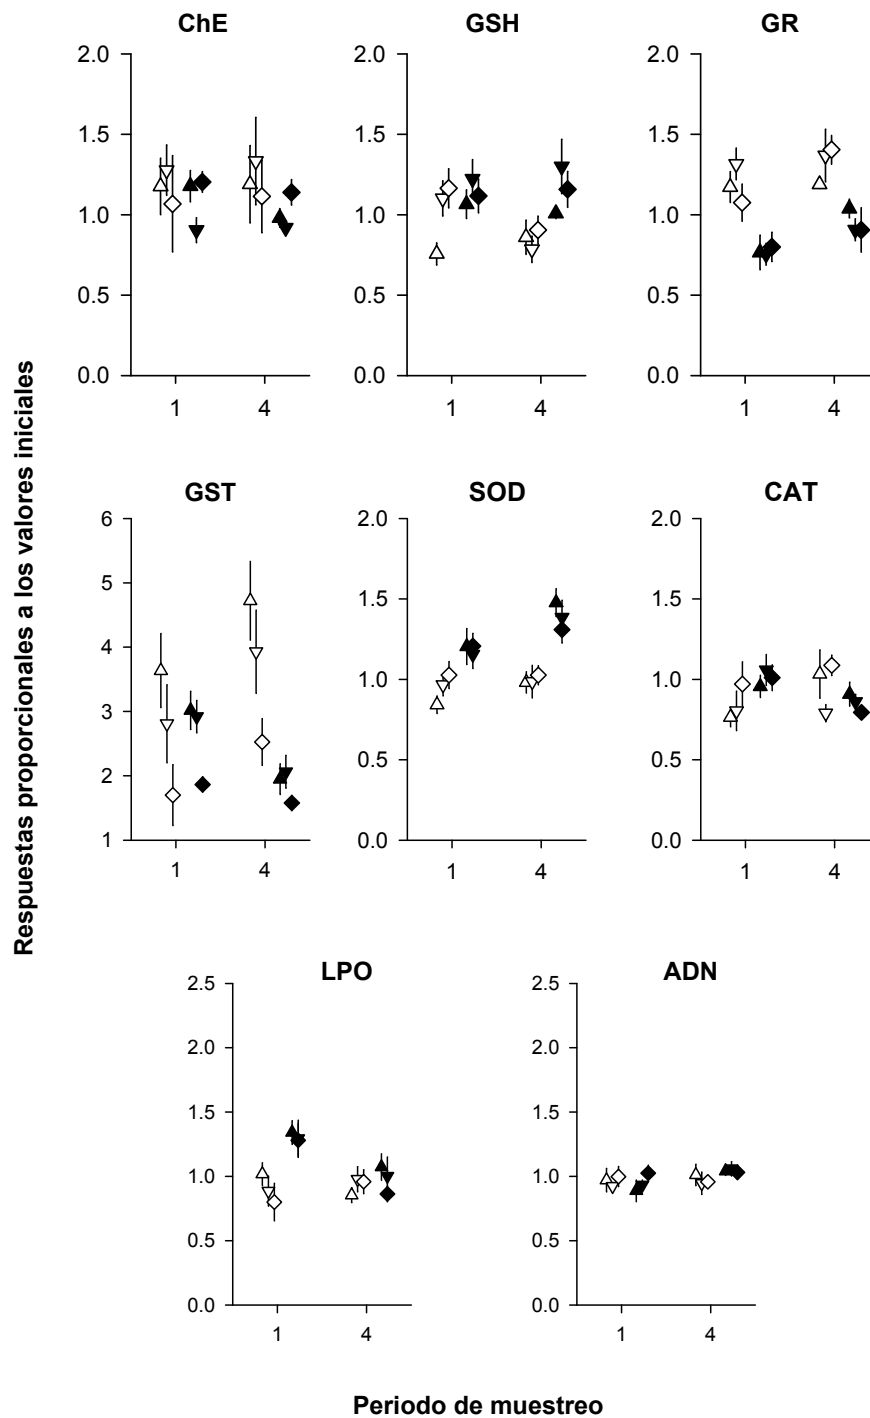 ChE GSH GR
2.0 2.0 2.0
1.5 1.5 1.5
1.0 1.0 1.0
0.5 0.5 0.5
0.0 0.0 0.0
1 4 1 4 1 4
Respuestas proporcionales a los valores iniciales
GST SOD CAT
6 2.0 2.0
5
1.5 1.5
4
3 1.0 1.0
2 0.5 0.5
1 0.0 0.0
1 4 1 4 1 4
LPO ADN
2.5 2.5
2.0 2.0
1.5 1.5
1.0 1.0
0.5 0.5
0.0 0.0
1 4 1 4
Periodo de muestreo